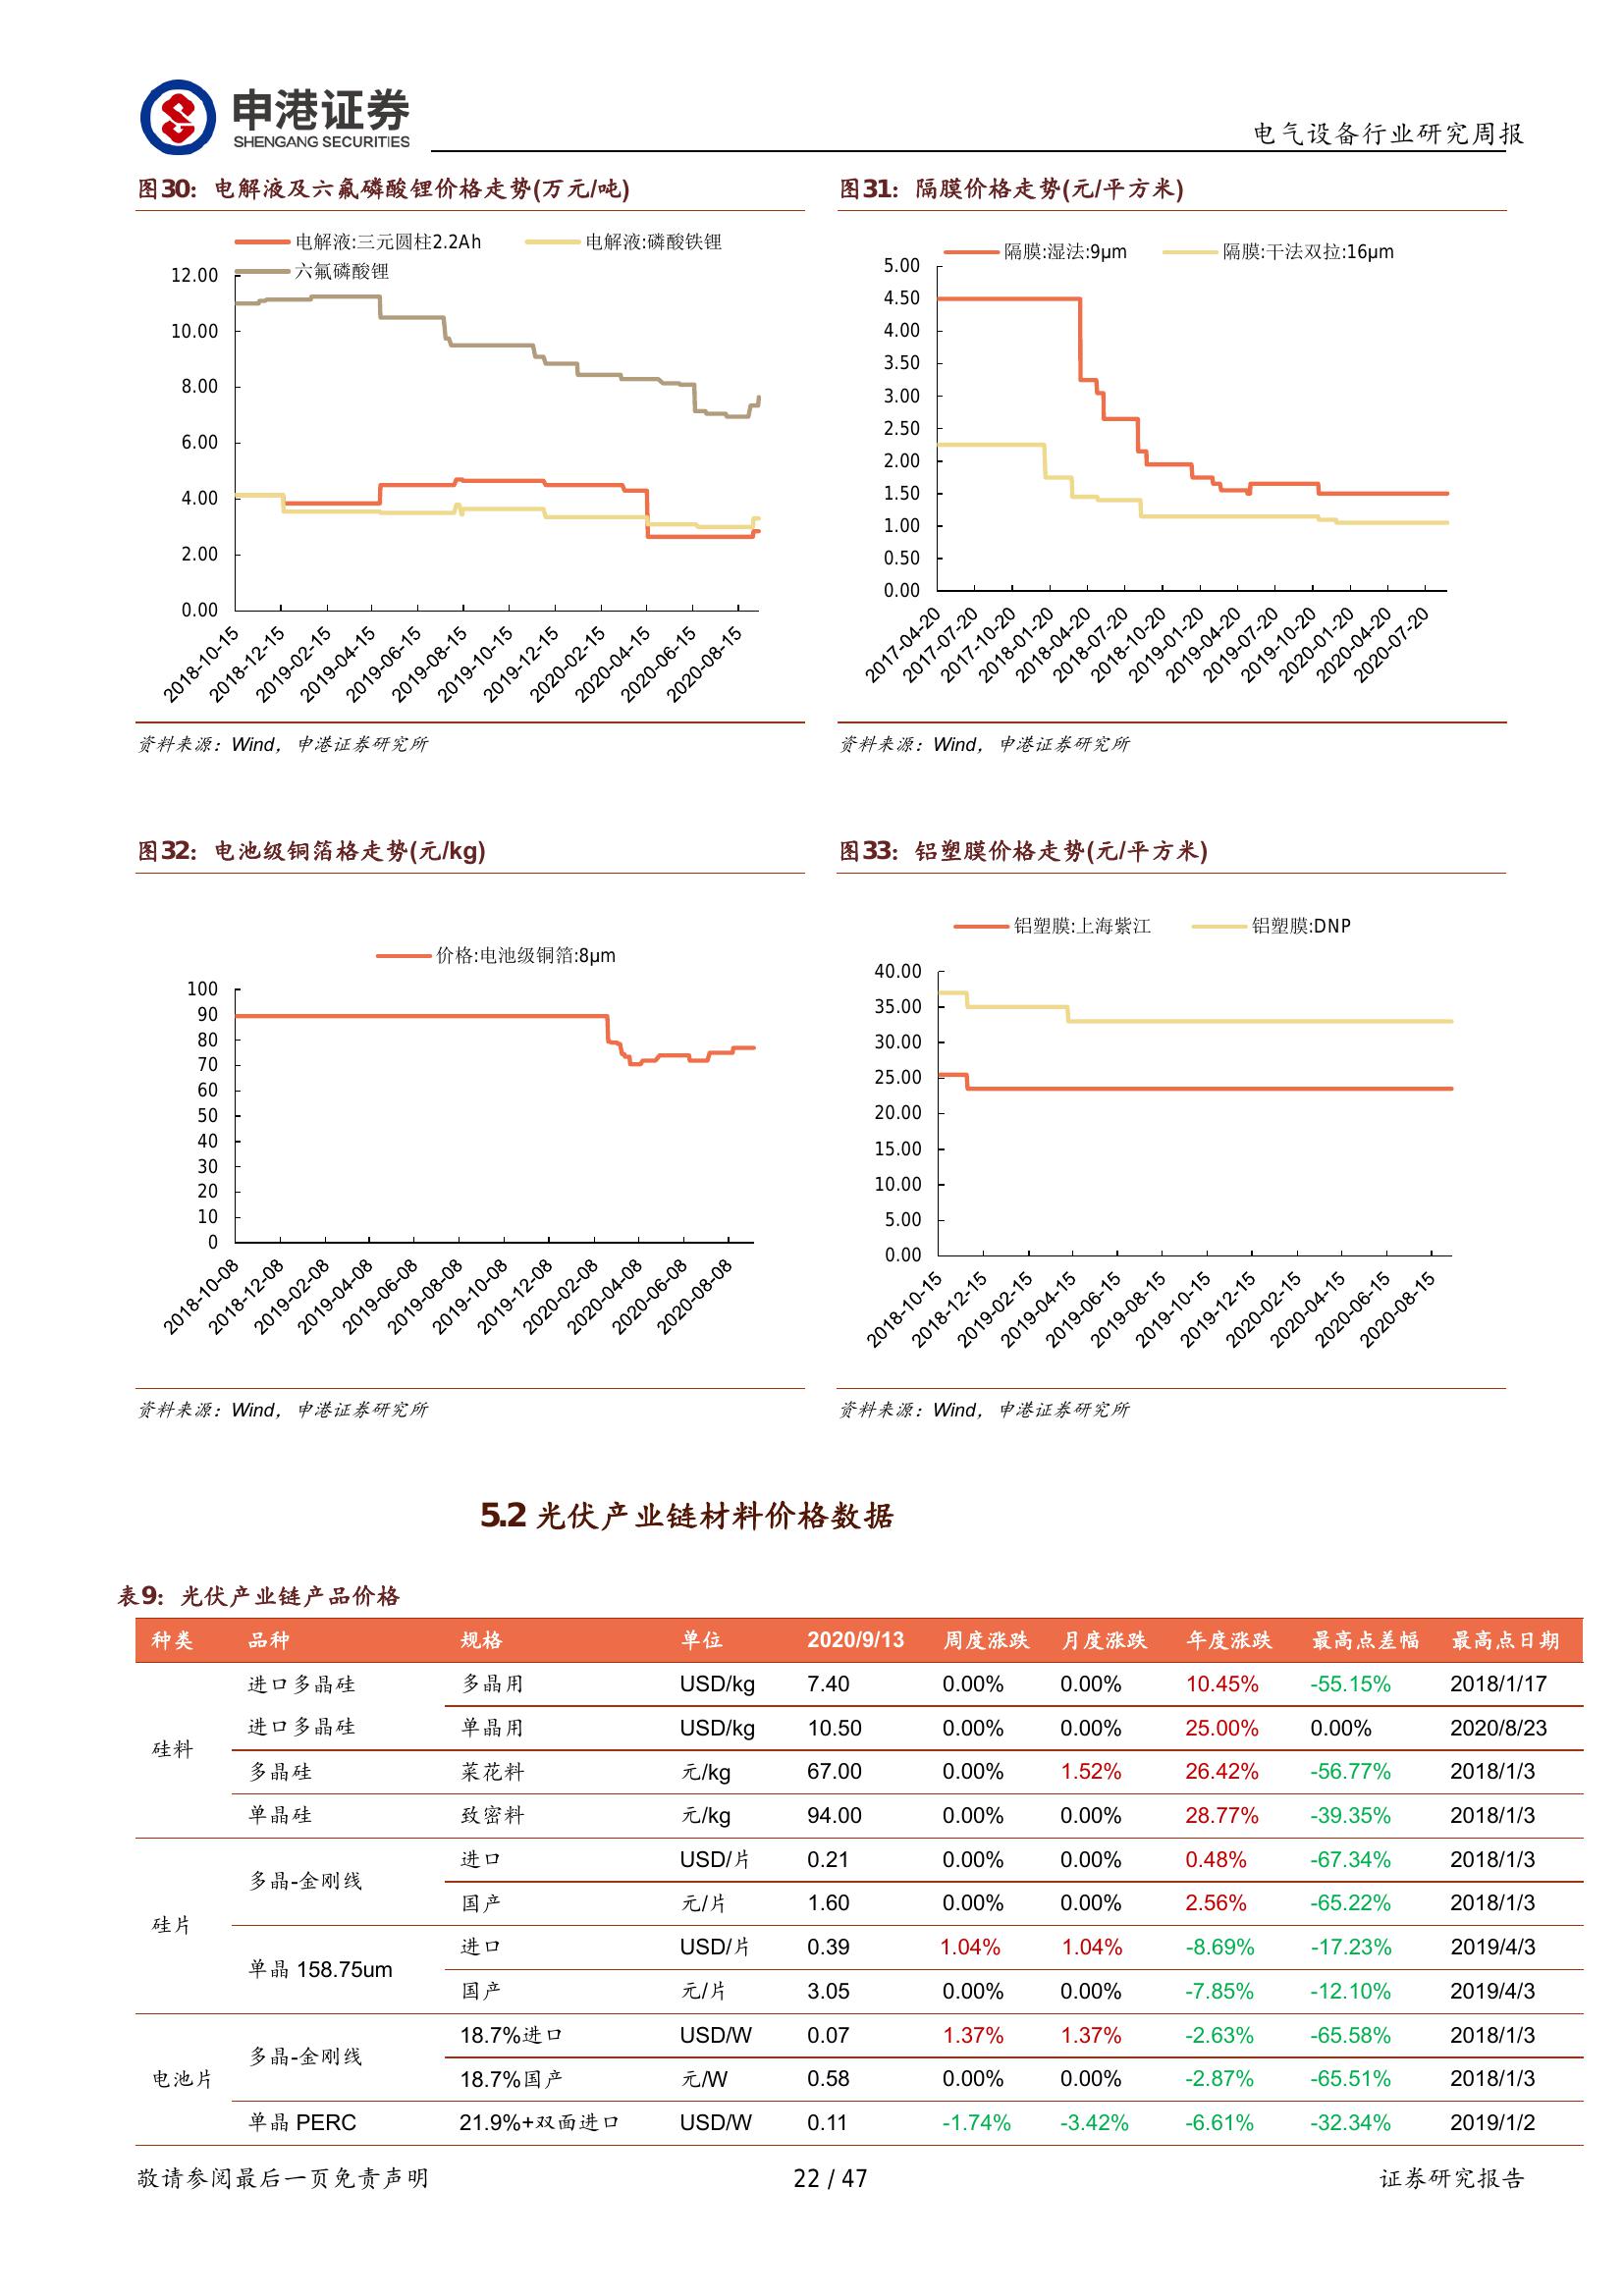 申港证券
SHENGANG SECURITIES
电气设备行业研究周报
图30：电解液及六氟磷酸锂价格走势(万元/吨)
电解液:三元圆柱2.2Ah 电解液:磷酸铁锂
六氟磷酸锂
12.00
10.00
8.00
6.00
4.00
2.00
0.00
2018-10-15 2018-12-15 2019-02-15 2019-04-15 2019-06-15 2019-08-15 2019-10-15 2019-12-15 2020-02-15 2020-04-15 2020-06-15 2020-08-15
资料来源：Wind，申港证券研究所
图31：隔膜价格走势(元/平方米)
隔膜:湿法:9μm 隔膜:干法双拉:16μm
5.00
4.50
4.00
3.50
3.00
2.50
2.00
1.50
1.00
0.50
0.00
2017-04-20 2017-07-20 2017-10-20 2018-01-20 2018-04-20 2018-07-20 2018-10-20 2019-01-20 2019-04-20 2019-07-20 2019-10-20 2020-01-20 2020-04-20 2020-07-20
资料来源：Wind，申港证券研究所
图32：电池级铜箔格走势(元/kg)
价格:电池级铜箔:8μm
100
90
80
70
60
50
40
30
20
10
0
2018-10-08 2018-12-08 2019-02-08 2019-04-08 2019-06-08 2019-08-08 2019-10-08 2019-12-08 2020-02-08 2020-04-08 2020-06-08 2020-08-08
资料来源：Wind，申港证券研究所
图33：铝塑膜价格走势(元/平方米)
铝塑膜:上海紫江 铝塑膜:DNP
40.00
35.00
30.00
25.00
20.00
15.00
10.00
5.00
0.00
2018-10-15 2018-12-15 2019-02-15 2019-04-15 2019-06-15 2019-08-15 2019-10-15 2019-12-15 2020-02-15 2020-04-15 2020-06-15 2020-08-15
资料来源：Wind，申港证券研究所
5.2 光伏产业链材料价格数据
表9：光伏产业链产品价格
种类 品种 规格 单位 2020/9/13 周度涨跌 月度涨跌 年度涨跌 最高点差幅 最高点日期
硅料 进口多晶硅 多晶用 USD/kg 7.40 0.00% 0.00% 10.45% -55.15% 2018/1/17
进口多晶硅 单晶用 USD/kg 10.50 0.00% 0.00% 25.00% 0.00% 2020/8/23
多晶硅 菜花料 元/kg 67.00 0.00% 1.52% 26.42% -56.77% 2018/1/3
单晶硅 致密料 元/kg 94.00 0.00% 0.00% 28.77% -39.35% 2018/1/3
硅片 多晶-金刚线 进口 USD/片 0.21 0.00% 0.00% 0.48% -67.34% 2018/1/3
国产 元/片 1.60 0.00% 0.00% 2.56% -65.22% 2018/1/3
单晶 158.75um 进口 USD/片 0.39 1.04% 1.04% -8.69% -17.23% 2019/4/3
国产 元/片 3.05 0.00% 0.00% -7.85% -12.10% 2019/4/3
电池片 多晶-金刚线 18.7%进口 USD/W 0.07 1.37% 1.37% -2.63% -65.58% 2018/1/3
18.7%国产 元/W 0.58 0.00% 0.00% -2.87% -65.51% 2018/1/3
单晶 PERC 21.9%+双面进口 USD/W 0.11 -1.74% -3.42% -6.61% -32.34% 2019/1/2
敬请参阅最后一页免责声明 22 / 47 证券研究报告